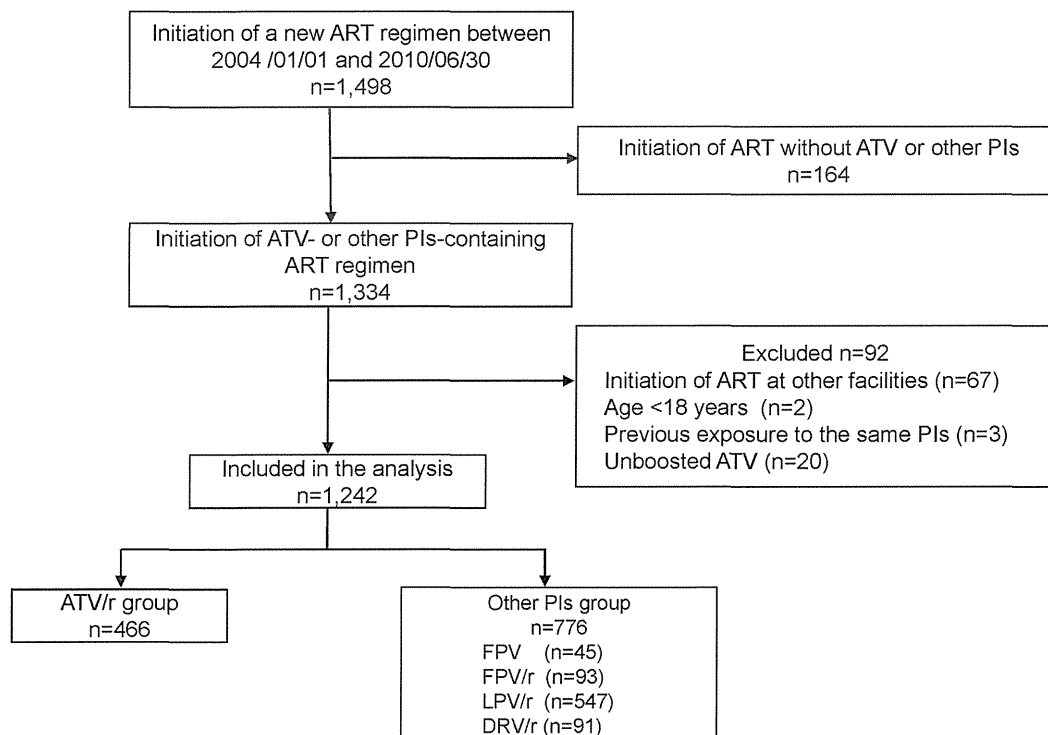 Initiation of a new ART regimen between
2004 /01/01 and 2010/06/30
n=1,498
Initiation of ART without ATV or other PIs
n=164
Initiation of ATV- or other PIs-containing
ART regimen
n=1,334
Excluded n=92
Initiation of ART at other facilities (n=67)
Age <18 years (n=2)
Previous exposure to the same PIs (n=3)
Unboosted ATV (n=20)
Included in the analysis
n=1,242
ATV/r group
n=466
Other PIs group
n=776
FPV (n=45)
FPV/r (n=93)
LPV/r (n=547)
DRV/r (n=91)